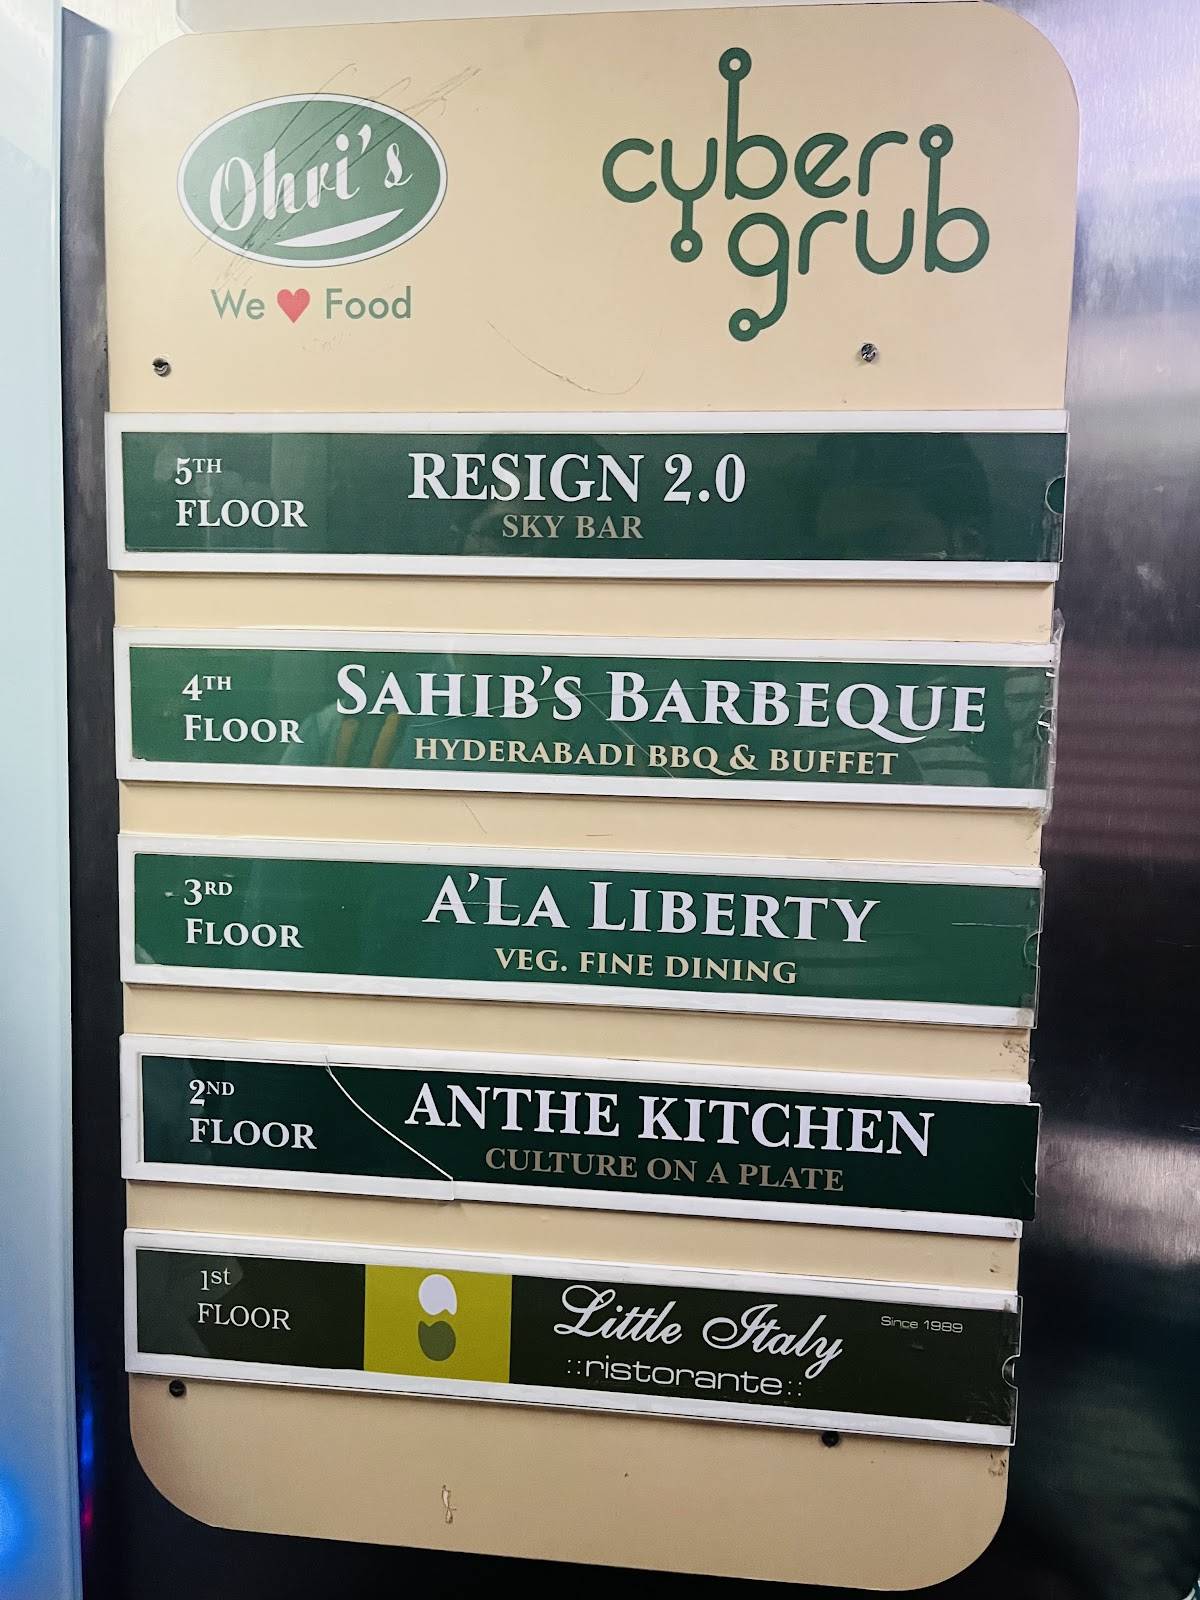 Ohri's
We ♥ Food
cyber
grub
5TH
FLOOR
RESIGN 2.0
SKY BAR
4TH
FLOOR
SAHIB'S BARBEQUE
HYDERABADI BBQ & BUFFET
3RD
FLOOR
A'LA LIBERTY
VEG. FINE DINING
2ND
FLOOR
ANTHE KITCHEN
CULTURE ON A PLATE
1st
FLOOR
Little Italy
::ristorante::
Since 1989